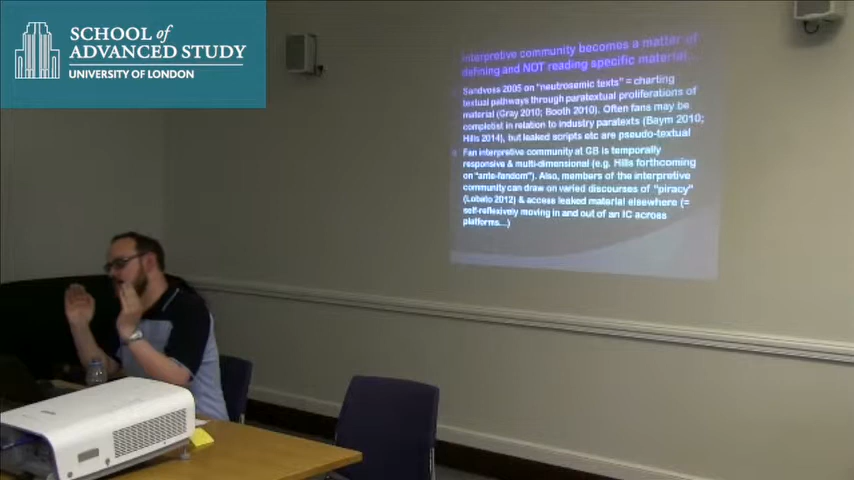 SCHOOL of
ADVANCED STUDY
UNIVERSITY OF LONDON
Interpretive community becomes a matter of
defining and NOT reading specific material
Sandvoss 2005 on "neutrosemic texts" = charting
textual pathways through paratextual proliferations of
material (Gray 2010; Booth 2010). Often fans may be
completist in relation to industry paratexts (Baym 2010;
Hills 2014), but leaked scripts etc are pseudo-textual
Fan interpretive community at GB is temporally
responsive & multi-dimensional (e.g. Hills forthcoming
on "ante-fandom"). Also, members of the interpretive
community can draw on varied discourses of "piracy"
(Lobato 2012) & access leaked material elsewhere (=
self-reflexively moving in and out of an IC across
platforms...)